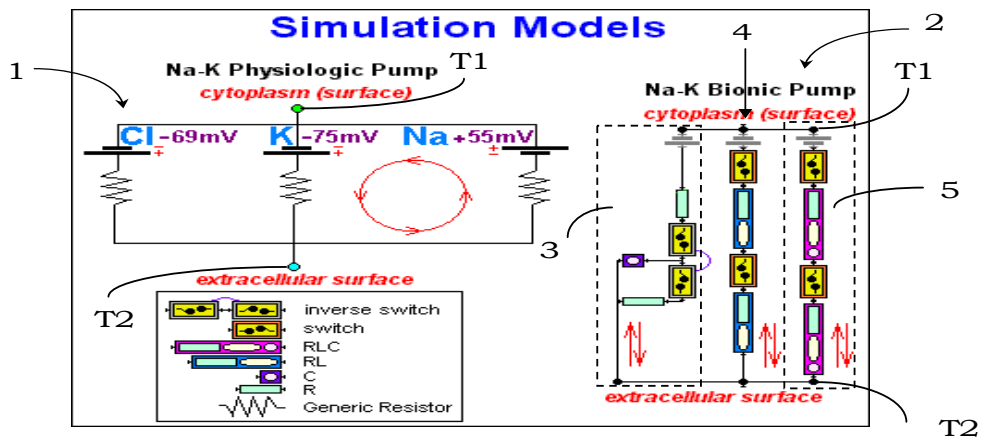 Simulation Models
1
2
4
T1
T1
Na-K Physiologic Pump
cytoplasm (surface)
Na-K Bionic Pump
cytoplasm (surface)
Cl -69mV
- +
K -75mV
- +
Na +55mV
+ -
3
5
extracellular surface
T2
inverse switch
switch
RLC
RL
C
R
Generic Resistor
extracellular surface
T2